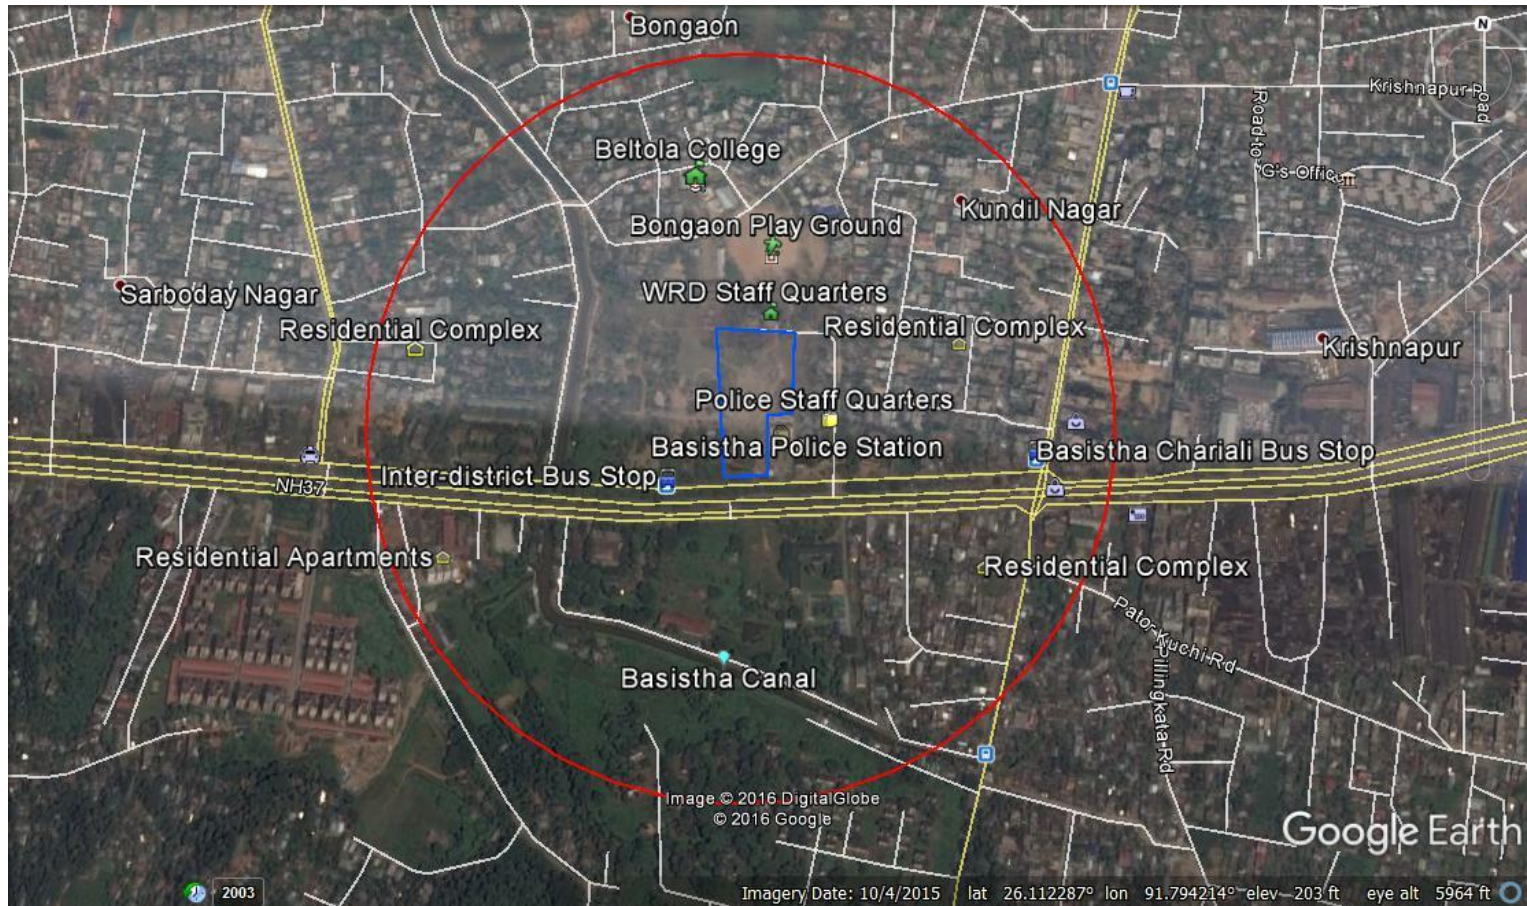 Bongaon
N
Krishnapur R
oad
Road to
G's Offic
Beltola College
Kundil Nagar
Bongaon Play Ground
Sarboday Nagar
WRD Staff Quarters
Residential Complex
Residential Complex
Krishnapur
Police Staff Quarters
Basistha Police Station
Basistha Chariali Bus Stop
Inter-district Bus Stop
NH37
Residential Apartments
Residential Complex
Pator Kuchi Rd
Pillingkata Rd
Basistha Canal
Image © 2016 DigitalGlobe
© 2016 Google
Google Earth
2003
Imagery Date: 10/4/2015 lat 26.112287° lon 91.794214° elev 203 ft eye alt 5964 ft